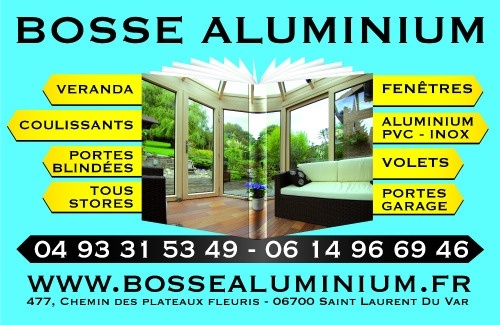 BOSSE ALUMINIUM
VERANDA
COULISSANTS
PORTES
BLINDÉES
TOUS
STORES
FENÊTRES
ALUMINIUM
PVC - INOX
VOLETS
PORTES
GARAGE
04 93 31 53 49 - 06 14 96 69 46
WWW.BOSSEALUMINIUM.FR
477, CHEMIN DES PLATEAUX FLEURIS - 06700 SAINT LAURENT DU VAR